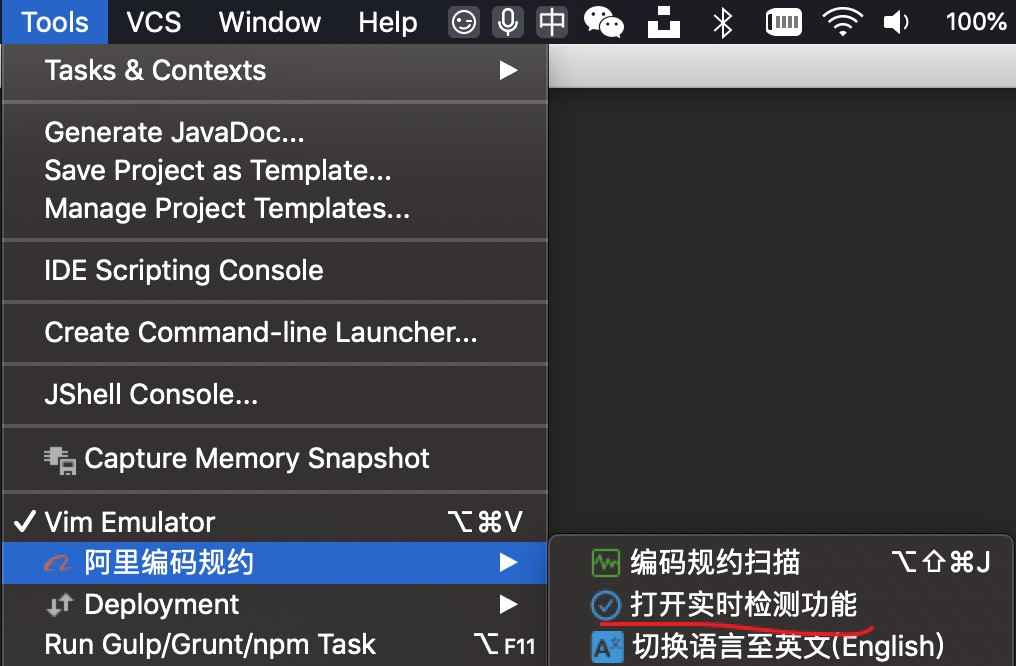 Tools VCS Window Help 中 100%
Tasks & Contexts
Generate JavaDoc...
Save Project as Template...
Manage Project Templates...
IDE Scripting Console
Create Command-line Launcher...
JShell Console...
Capture Memory Snapshot
✓ Vim Emulator ⌥⌘V
阿里编码规约
编码规约扫描 ⌥⇧⌘J
Deployment
打开实时检测功能
Run Gulp/Grunt/npm Task ⌥F11
切换语言至英文(English)